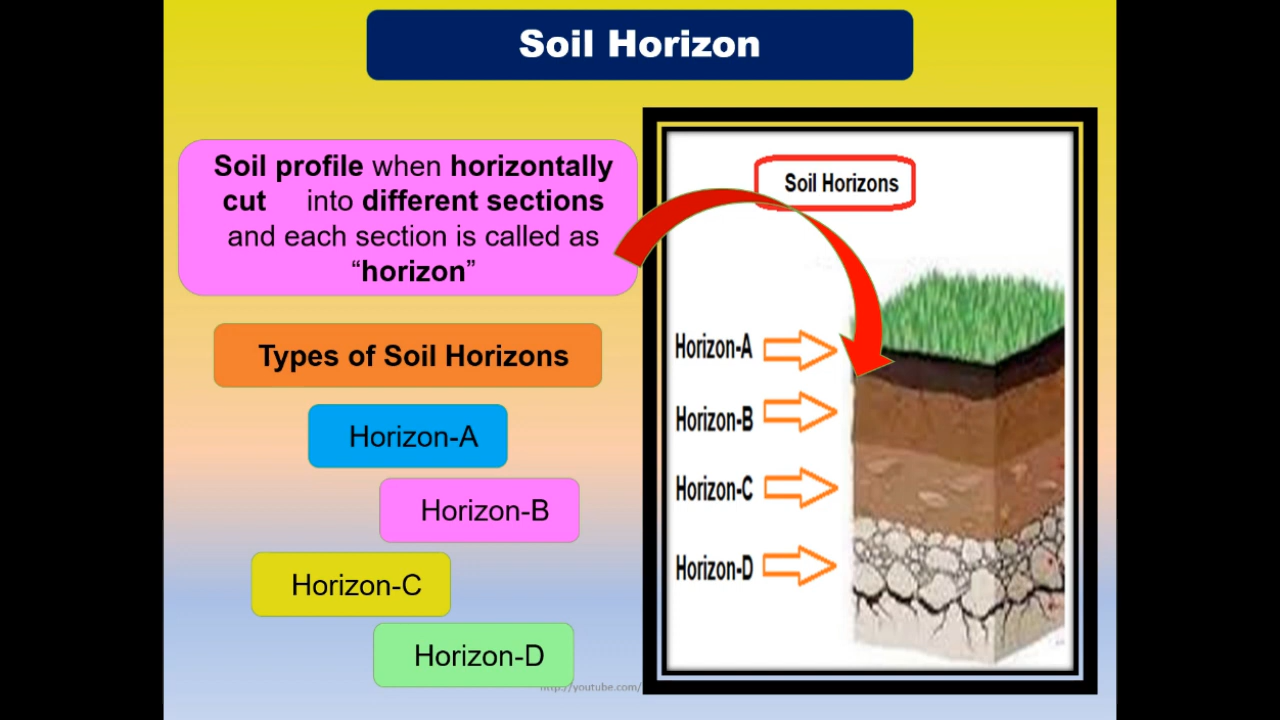 Soil Horizon
Soil profile when horizontally
cut into different sections
and each section is called as
“horizon”
Types of Soil Horizons
Horizon-A
Horizon-B
Horizon-C
Horizon-D
http://youtube.com/
Soil Horizons
Horizon-A
Horizon-B
Horizon-C
Horizon-D